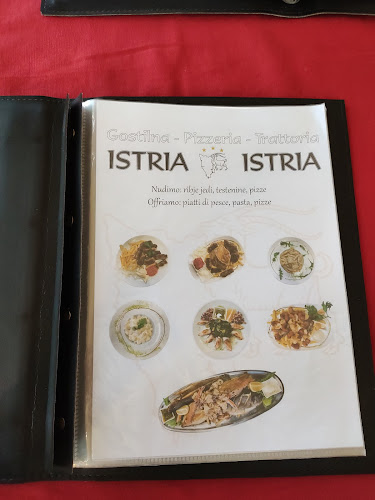 Gostilna - Pizzeria - Trattoria
ISTRIA ISTRIA
Nudimo: ribje jedi, testenine, pizze
Offriamo: piatti di pesce, pasta, pizze